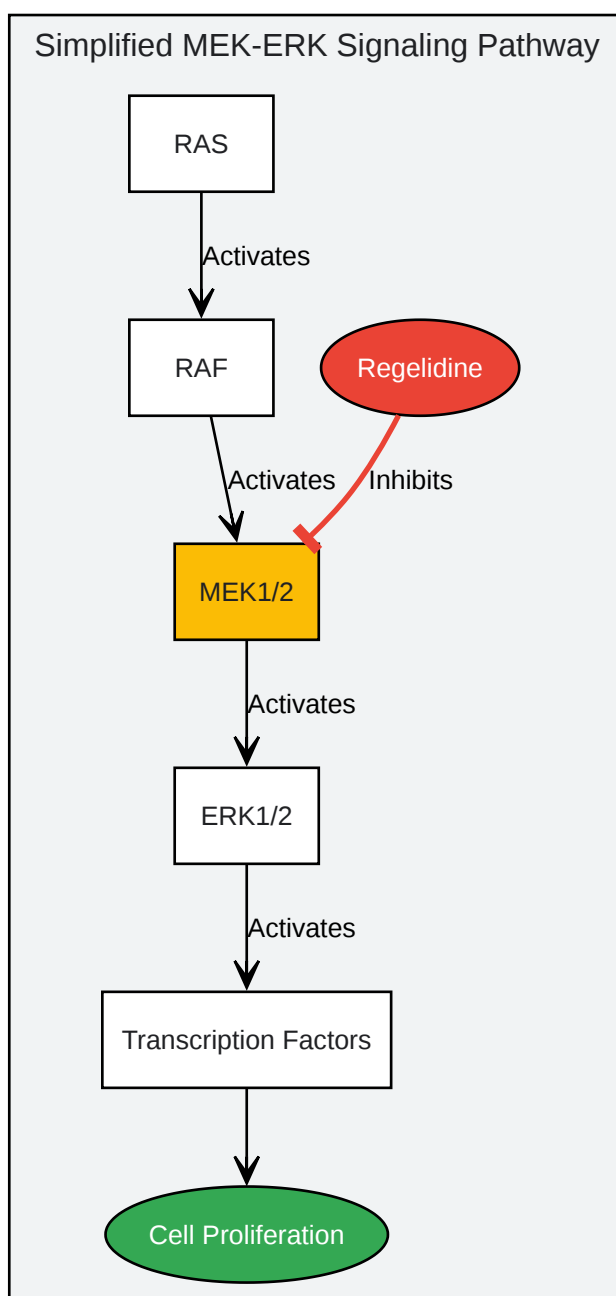 Simplified MEK-ERK Signaling Pathway
RAS
Activates
RAF
Regelidine
Activates
Inhibits
MEK1/2
Activates
ERK1/2
Activates
Transcription Factors
Cell Proliferation